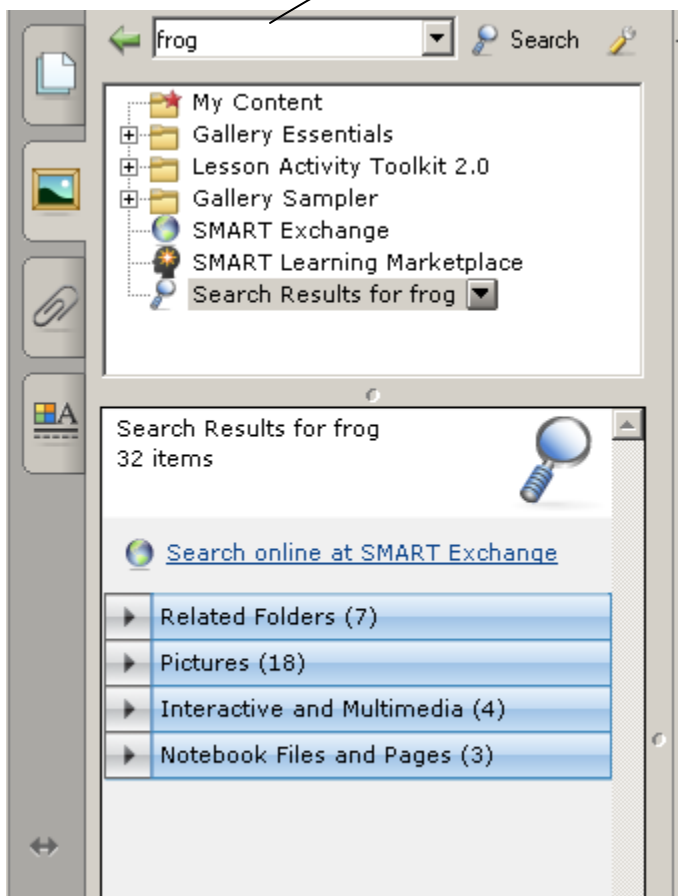 frog
Search
My Content
Gallery Essentials
Lesson Activity Toolkit 2.0
Gallery Sampler
SMART Exchange
SMART Learning Marketplace
Search Results for frog
A
Search Results for frog
32 items
Search online at SMART Exchange
Related Folders (7)
Pictures (18)
Interactive and Multimedia (4)
Notebook Files and Pages (3)